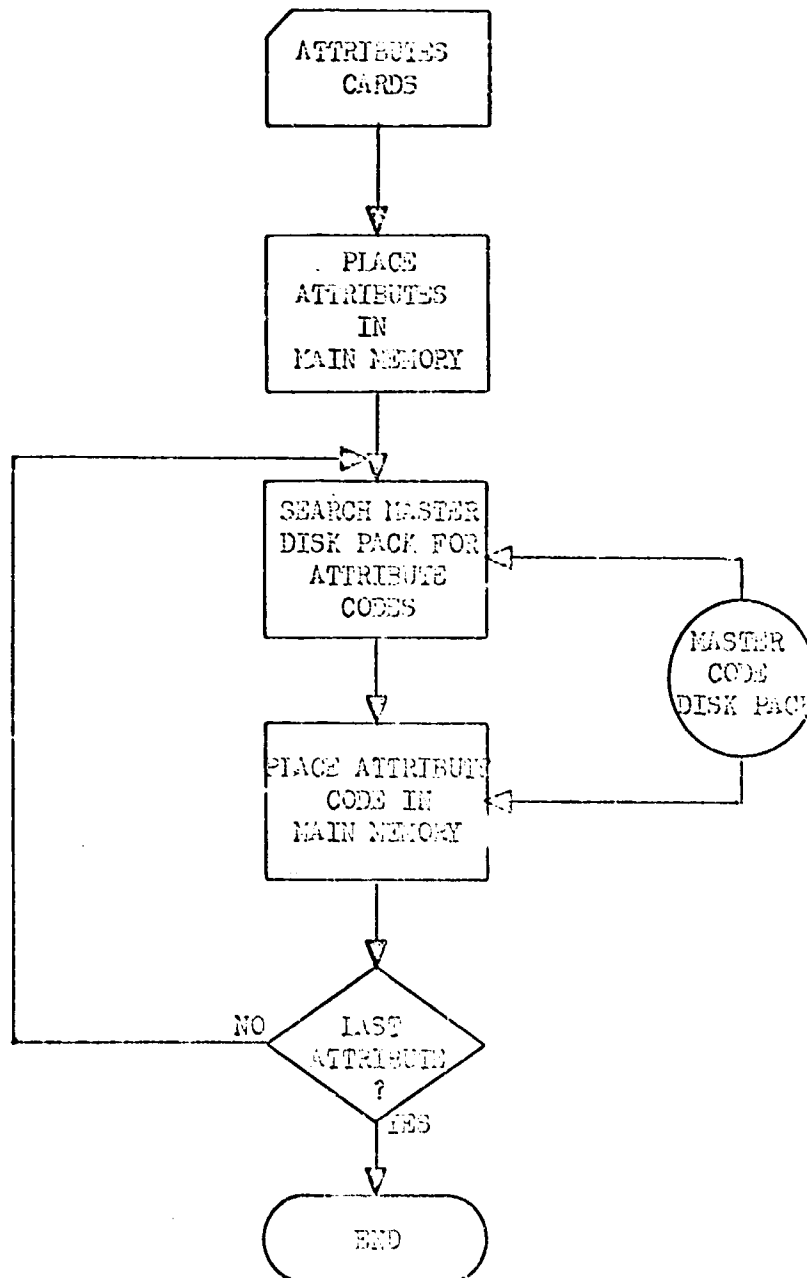 ATTRIBUTES
CARDS
PLACE
ATTRIBUTES
IN
MAIN MEMORY
SEARCH MASTER
DISK PACK FOR
ATTRIBUTE
CODES
MASTER
CODE
DISK PACK
PLACE ATTRIBUTE
CODE IN
MAIN MEMORY
NO
LAST
ATTRIBUTE
?
YES
END